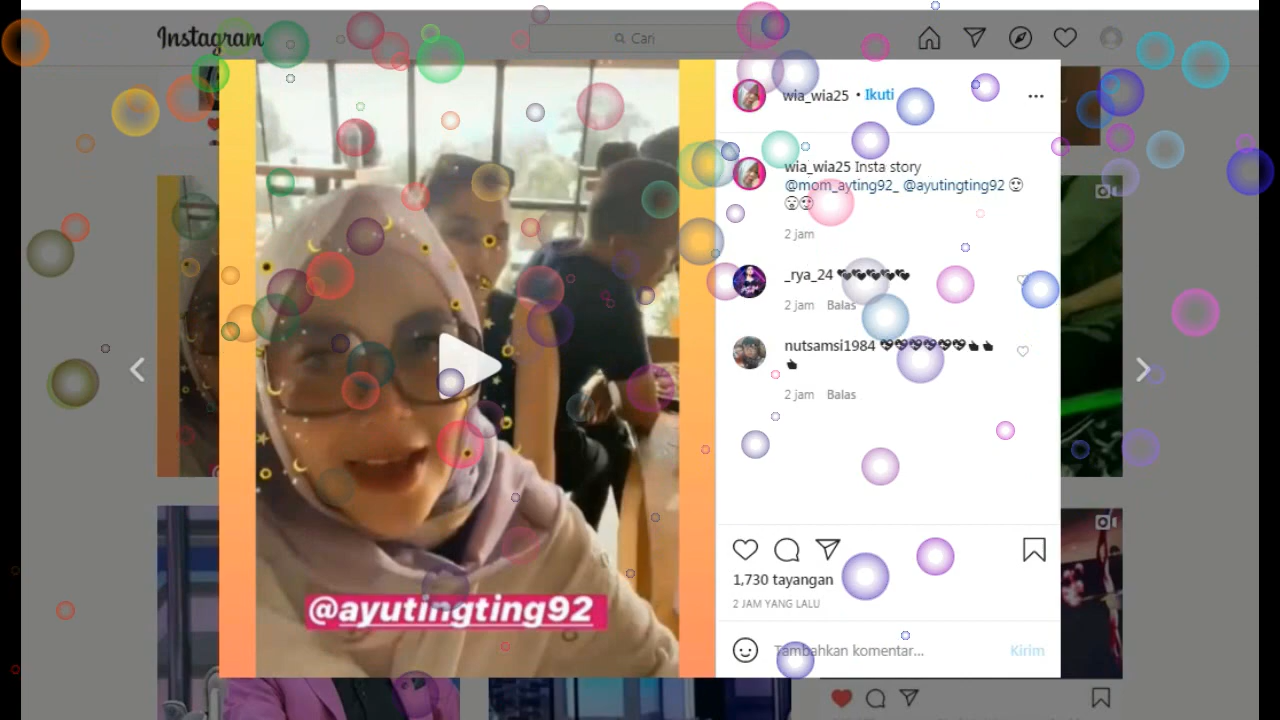 Instagram
Cari
wia_wia25 • Ikuti
wia_wia25 Insta story
@mom_ayting92_ @ayutingting92
2 jam
_rya_24
2 jam Balas
nutsamsi1984
2 jam Balas
@ayutingting92
1,730 tayangan
2 JAM YANG LALU
Tambahkan komentar...
Kirim